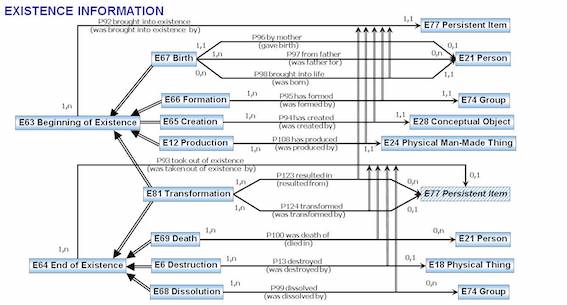 EXISTENCE INFORMATION
P92 brought into existence
(was brought into existence by)
1,1
E77 Persistent Item
P96 by mother
(gave birth)
1,1
0,n
P97 from father
(was father for)
E67 Birth
1,1
0,n
E21 Person
P98 brought into life
(was born)
1,n
1,1
1,n
E66 Formation
1,n
P95 has formed
(was formed by)
1,1
E74 Group
E63 Beginning of Existence
E65 Creation
1,n
P94 has created
(was created by)
1,1
E28 Conceptual Object
E12 Production
1,n
P108 has produced
(was produced by)
1,1
E24 Physical Man-Made Thing
P93 took out of existence
(was taken out of existence by)
0,1
P123 resulted in
(resulted from)
1,n
0,n
E81 Transformation
E77 Persistent Item
P124 transformed
(was transformed by)
1,n
0,1
1,n
E69 Death
1,n
P100 was death of
(died in)
0,n
E21 Person
E64 End of Existence
E6 Destruction
1,n
P13 destroyed
(was destroyed by)
0,1
E18 Physical Thing
E68 Dissolution
1,n
P99 dissolved
(was dissolved by)
0,1
E74 Group